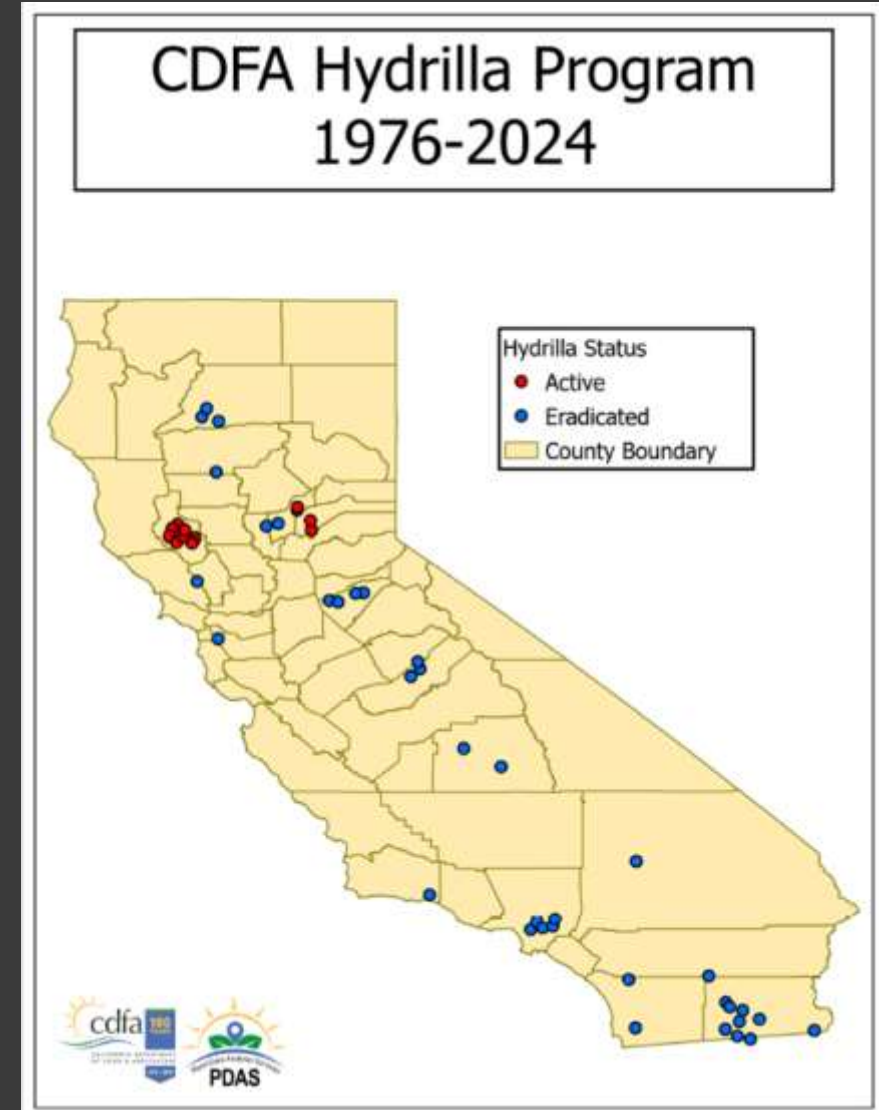 CDFA Hydrilla Program
1976-2024
Hydrilla Status
Active
Eradicated
County Boundary
cdfa
PDAS